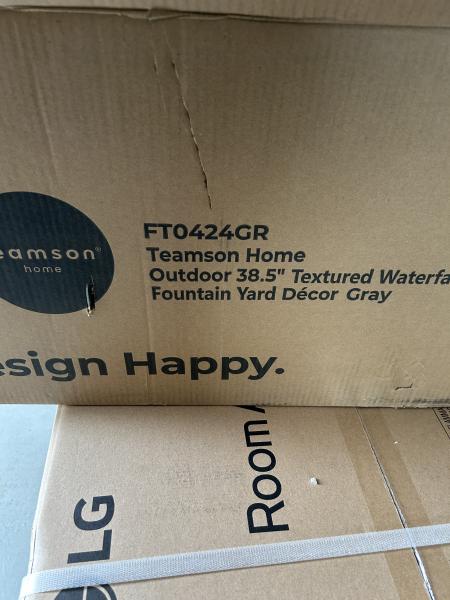 eamson®
home
FT0424GR
Teamson Home
Outdoor 38.5" Textured Waterfa
Fountain Yard Décor Gray
esign Happy.
LG
Room A